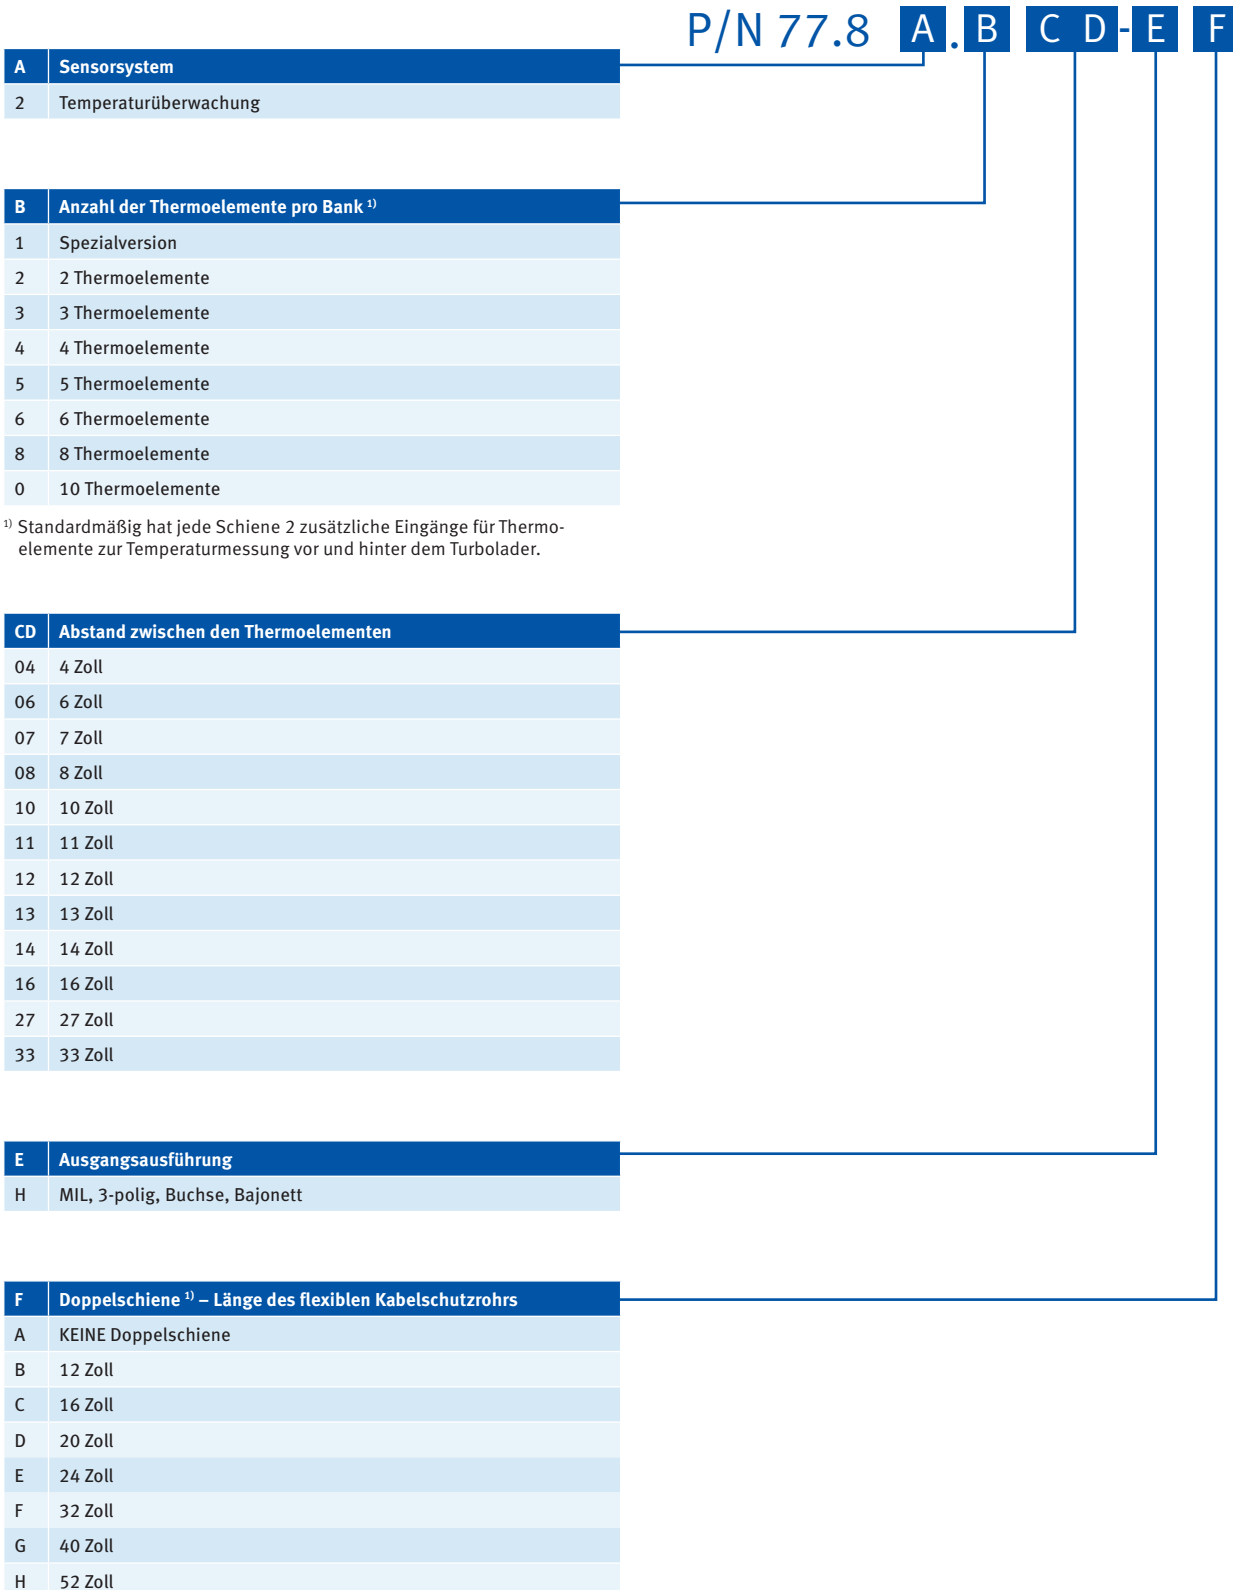 P/N 77.8 A . B C D - E F
A Sensorsystem
2 Temperaturüberwachung
B Anzahl der Thermoelemente pro Bank 1)
1 Spezialversion
2 2 Thermoelemente
3 3 Thermoelemente
4 4 Thermoelemente
5 5 Thermoelemente
6 6 Thermoelemente
8 8 Thermoelemente
0 10 Thermoelemente
1) Standardmäßig hat jede Schiene 2 zusätzliche Eingänge für Thermo-
elemente zur Temperaturmessung vor und hinter dem Turbolader.
CD Abstand zwischen den Thermoelementen
04 4 Zoll
06 6 Zoll
07 7 Zoll
08 8 Zoll
10 10 Zoll
11 11 Zoll
12 12 Zoll
13 13 Zoll
14 14 Zoll
16 16 Zoll
27 27 Zoll
33 33 Zoll
E Ausgangsausführung
H MIL, 3-polig, Buchse, Bajonett
F Doppelschiene 1) – Länge des flexiblen Kabelschutzrohrs
A KEINE Doppelschiene
B 12 Zoll
C 16 Zoll
D 20 Zoll
E 24 Zoll
F 32 Zoll
G 40 Zoll
H 52 Zoll